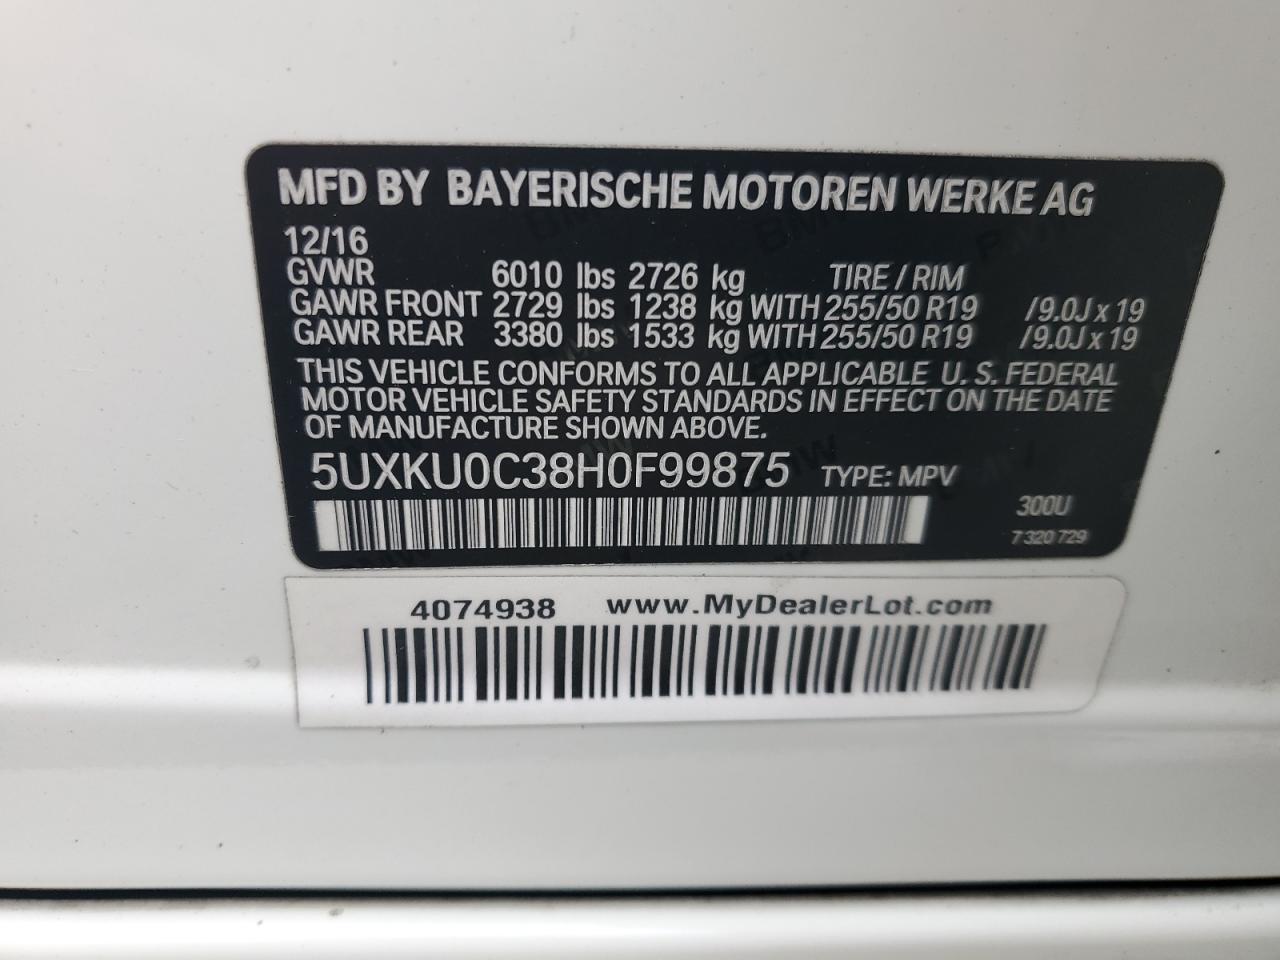 MFD BY BAYERISCHE MOTOREN WERKE AG
12/16
GVWR 6010 lbs 2726 kg TIRE / RIM
GAWR FRONT 2729 lbs 1238 kg WITH 255/50 R19 /9.0J x 19
GAWR REAR 3380 lbs 1533 kg WITH 255/50 R19 /9.0J x 19
THIS VEHICLE CONFORMS TO ALL APPLICABLE U. S. FEDERAL
MOTOR VEHICLE SAFETY STANDARDS IN EFFECT ON THE DATE
OF MANUFACTURE SHOWN ABOVE.
5UXKU0C38H0F99875 TYPE: MPV
300U
7 320 729
4074938 www.MyDealerLot.com